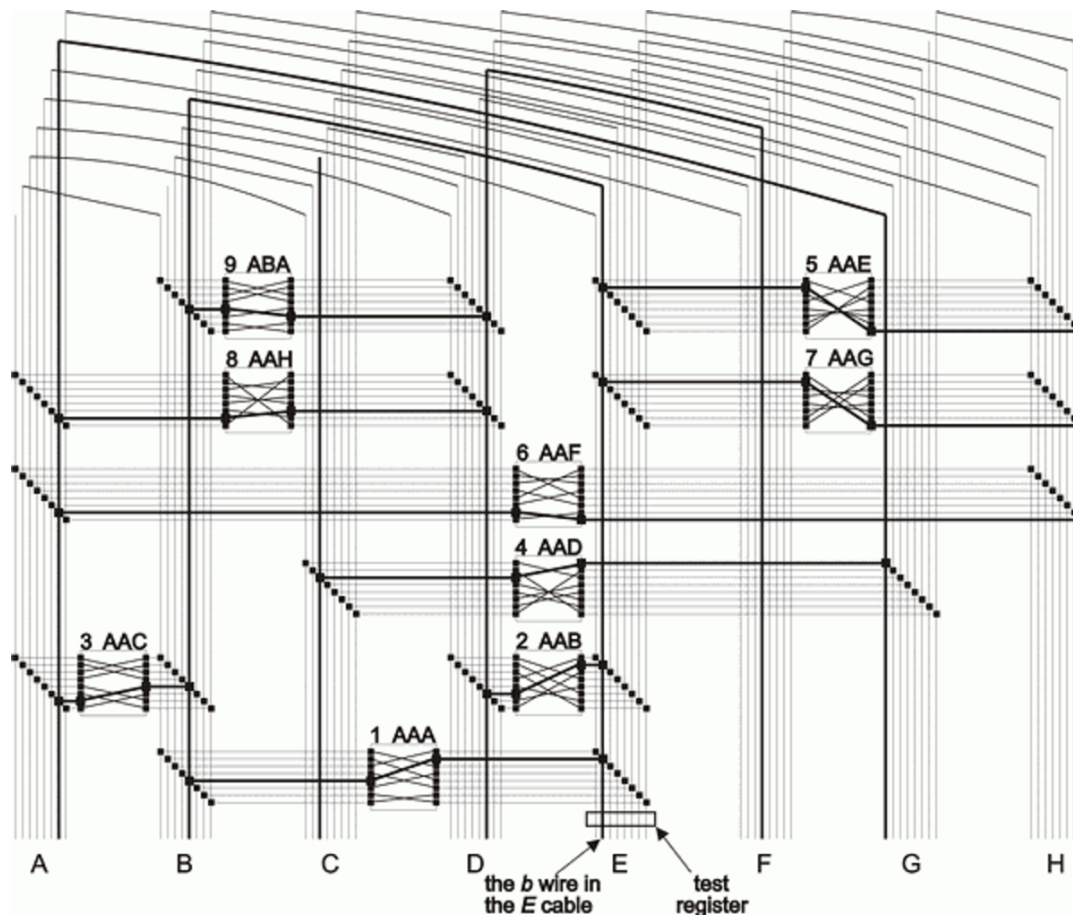 9 ABA
5 AAE
8 AAH
7 AAG
6 AAF
4 AAD
3 AAC
2 AAB
1 AAA
A B C D E F G H
the b wire in
the E cable
test
register